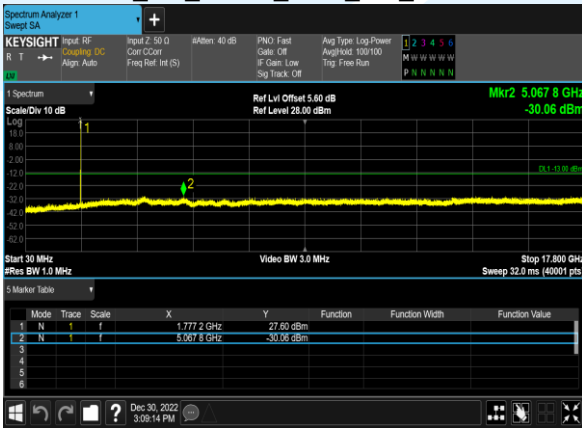 Spectrum Analyzer 1
Swept SA
+
KEYSIGHT Input: RF Input Z: 50 Ω #Atten: 40 dB PNO: Fast Avg Type: Log-Power 1 2 3 4 5 6
R T Coupling: DC Corr CCorr Gate: Off Avg|Hold: 100/100 M W W W W W
Align: Auto Freq Ref: Int (S) IF Gain: Low Trig: Free Run
LXI Sig Track: Off P N N N N N
1 Spectrum Mkr2 5.067 8 GHz
Scale/Div 10 dB Ref Lvl Offset 5.60 dB -30.06 dBm
Log Ref Level 28.00 dBm
1
18.0
8.00
-2.00
-12.0 DL1 -13.00 dBm
-22.0 2
-32.0
-42.0
-52.0
-62.0
Start 30 MHz Video BW 3.0 MHz Stop 17.800 GHz
#Res BW 1.0 MHz Sweep 32.0 ms (40001 pts
5 Marker Table
Mode Trace Scale X Y Function Function Width Function Value
1 N 1 f 1.777 2 GHz 27.60 dBm
2 N 1 f 5.067 8 GHz -30.06 dBm
3
4
5
6
? Dec 30, 2022
3:09:14 PM